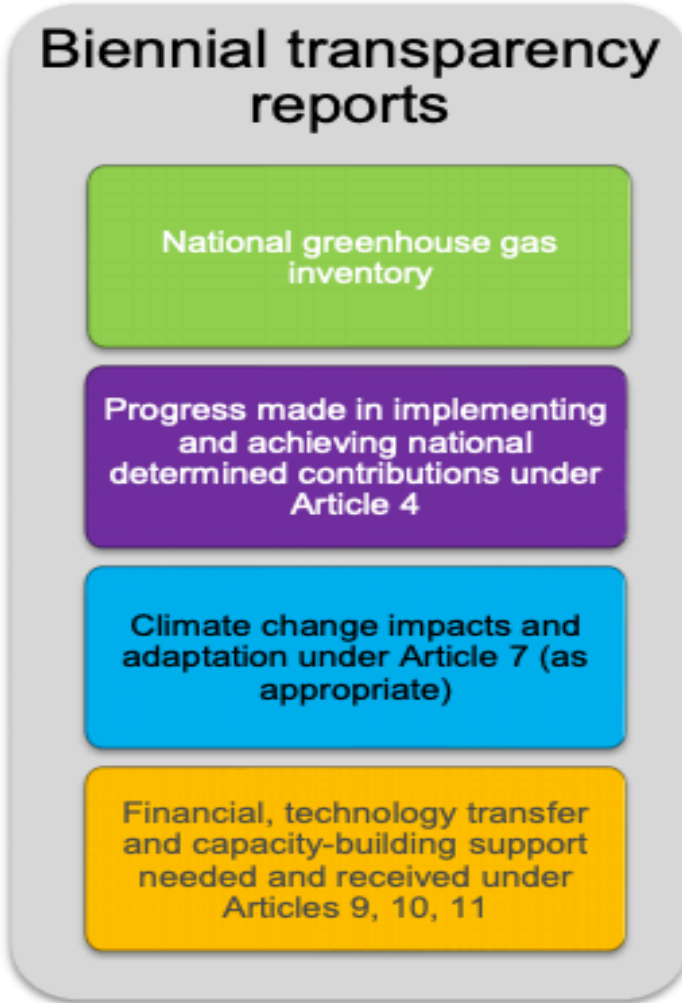 Biennial transparency
reports
National greenhouse gas
inventory
Progress made in implementing
and achieving national
determined contributions under
Article 4
Climate change impacts and
adaptation under Article 7 (as
appropriate)
Financial, technology transfer
and capacity-building support
needed and received under
Articles 9, 10, 11